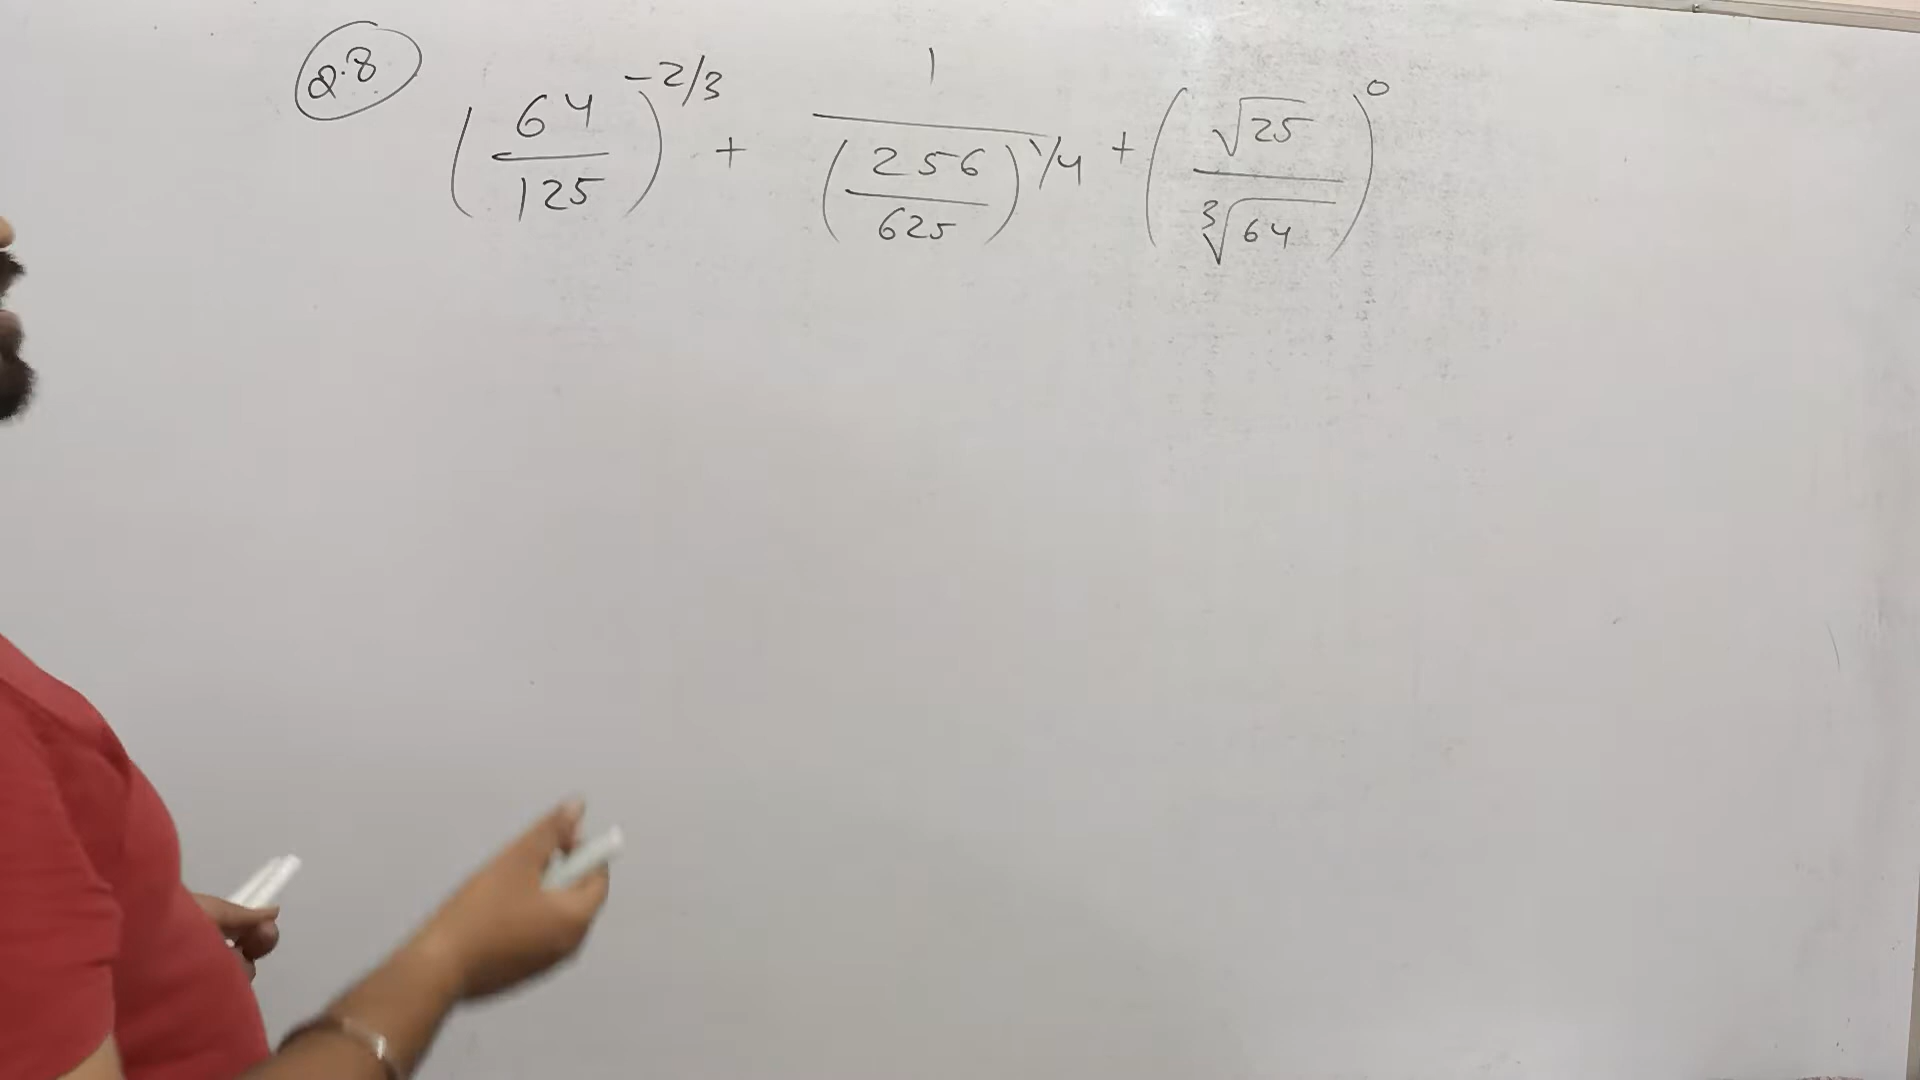 Q.8 (64/125)^-2/3 + 1/(256/625)^1/4 + (√25/∛64)^0